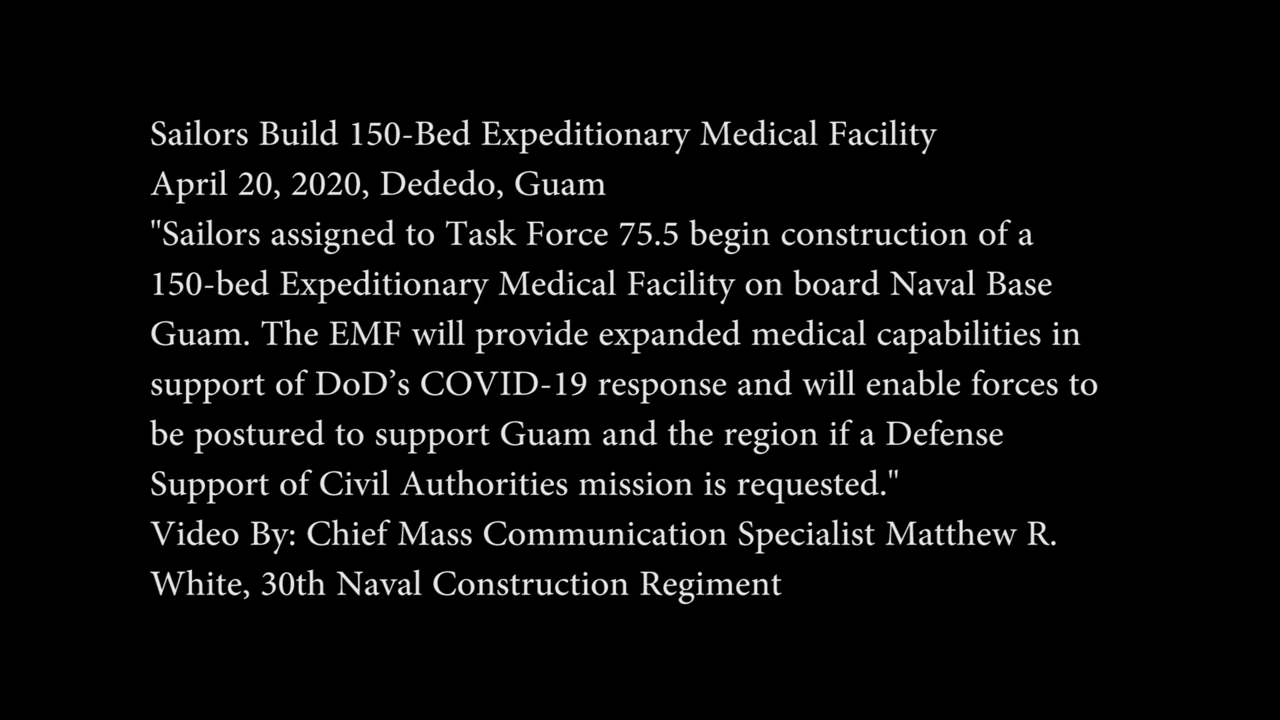 Sailors Build 150-Bed Expeditionary Medical Facility
April 20, 2020, Dededo, Guam
"Sailors assigned to Task Force 75.5 begin construction of a
150-bed Expeditionary Medical Facility on board Naval Base
Guam. The EMF will provide expanded medical capabilities in
support of DoD’s COVID-19 response and will enable forces to
be postured to support Guam and the region if a Defense
Support of Civil Authorities mission is requested."
Video By: Chief Mass Communication Specialist Matthew R.
White, 30th Naval Construction Regiment